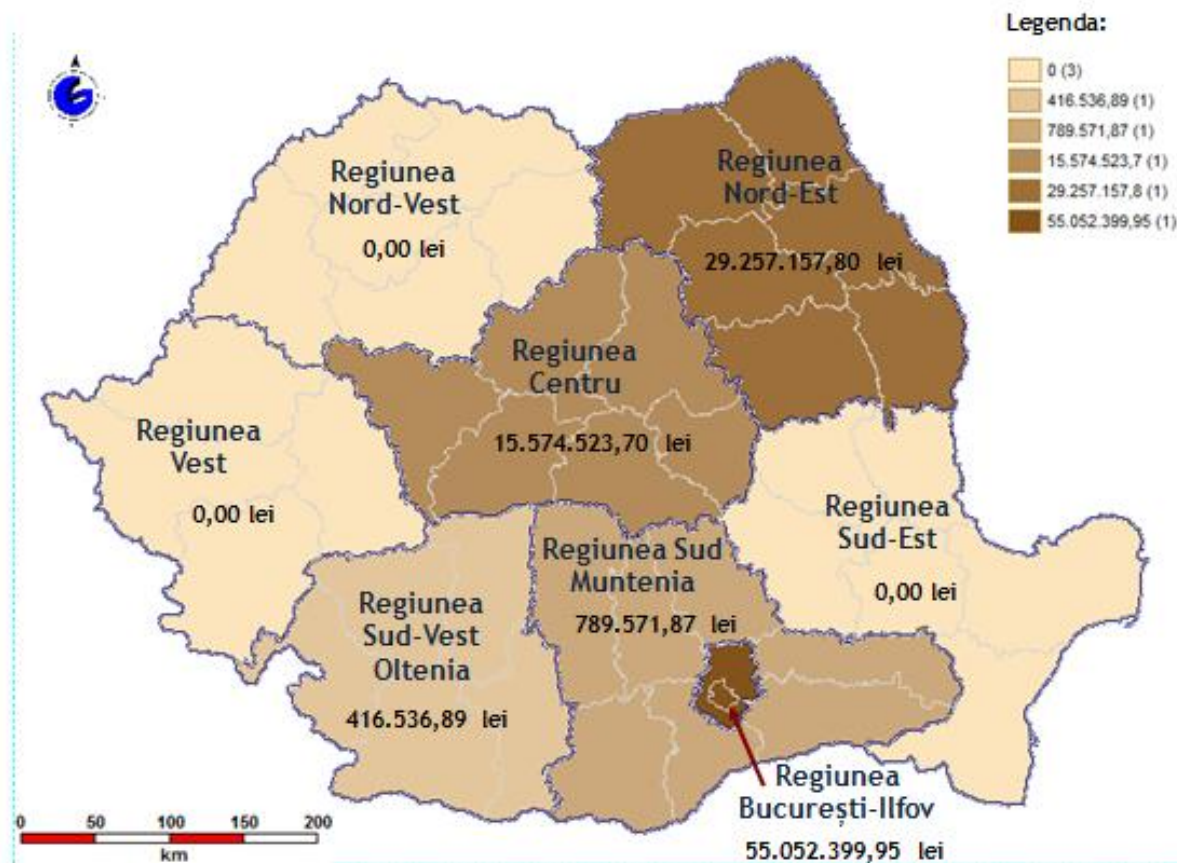 Legenda:
0 (3)
416.536,89 (1)
789.571,87 (1)
15.574.523,7 (1)
29.257.157,8 (1)
55.052.399,95 (1)
Regiunea
Nord-Vest
0,00 lei
Regiunea
Nord-Est
29.257.157,80 lei
Regiunea
Centru
15.574.523,70 lei
Regiunea
Vest
0,00 lei
Regiunea
Sud-Est
0,00 lei
Regiunea Sud
Muntenia
789.571,87 lei
Regiunea
Sud-Vest
Oltenia
416.536,89 lei
Regiunea
București-Ilfov
55.052.399,95 lei
0 50 100 150 200
km